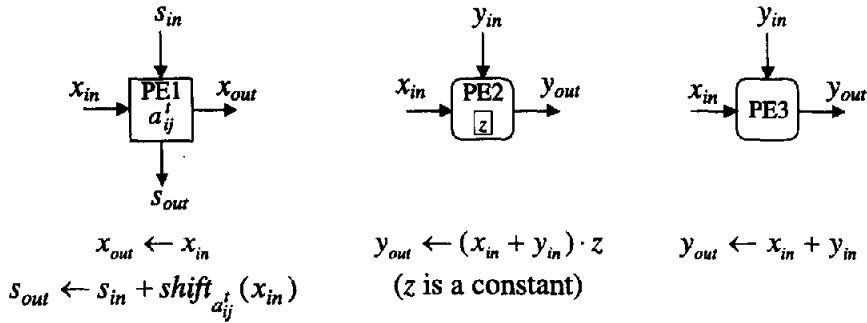 s_in y_in y_in
x_in PE1 x_out x_in PE2 y_out x_in PE3 y_out
a_ij^t z
s_out
x_out ← x_in y_out ← (x_in + y_in) · z y_out ← x_in + y_in
s_out ← s_in + shift_{a_ij^t}(x_in) (z is a constant)